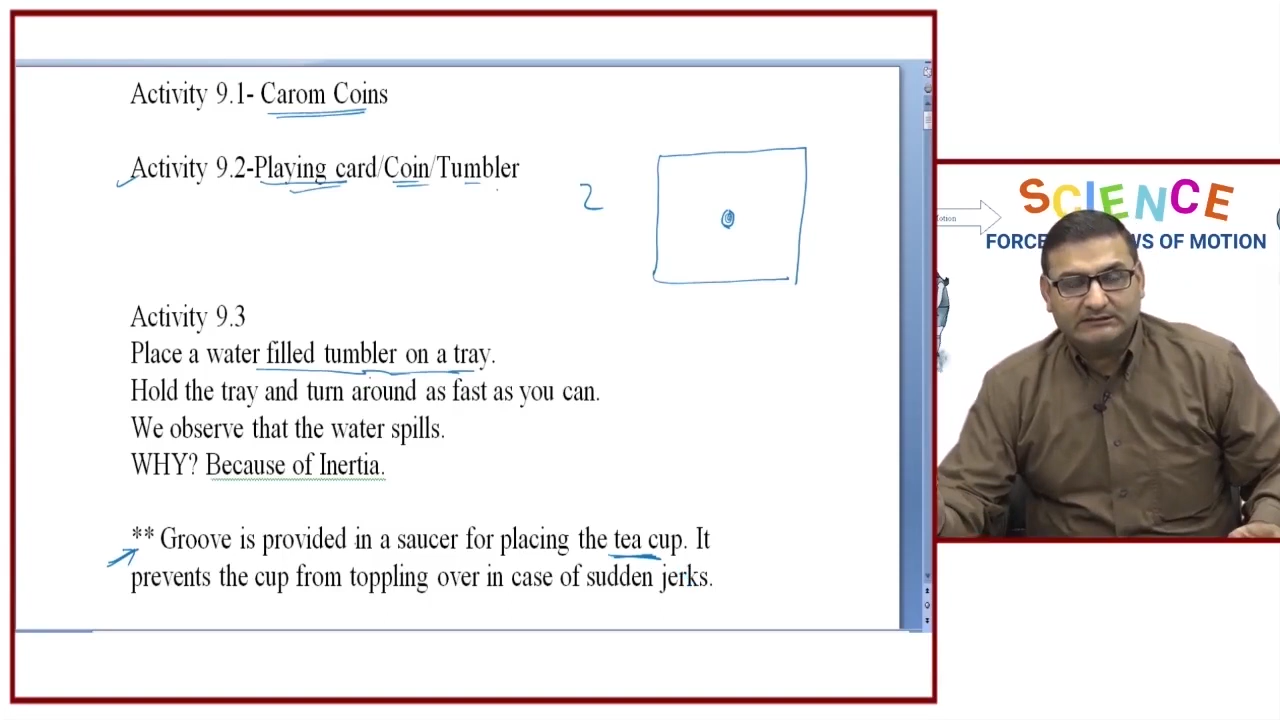 Activity 9.1- Carom Coins
Activity 9.2-Playing card/Coin/Tumbler
2
Activity 9.3
Place a water filled tumbler on a tray.
Hold the tray and turn around as fast as you can.
We observe that the water spills.
WHY? Because of Inertia.
** Groove is provided in a saucer for placing the tea cup. It
prevents the cup from toppling over in case of sudden jerks.
SCIENCE
FORCE WS OF MOTION
Motion